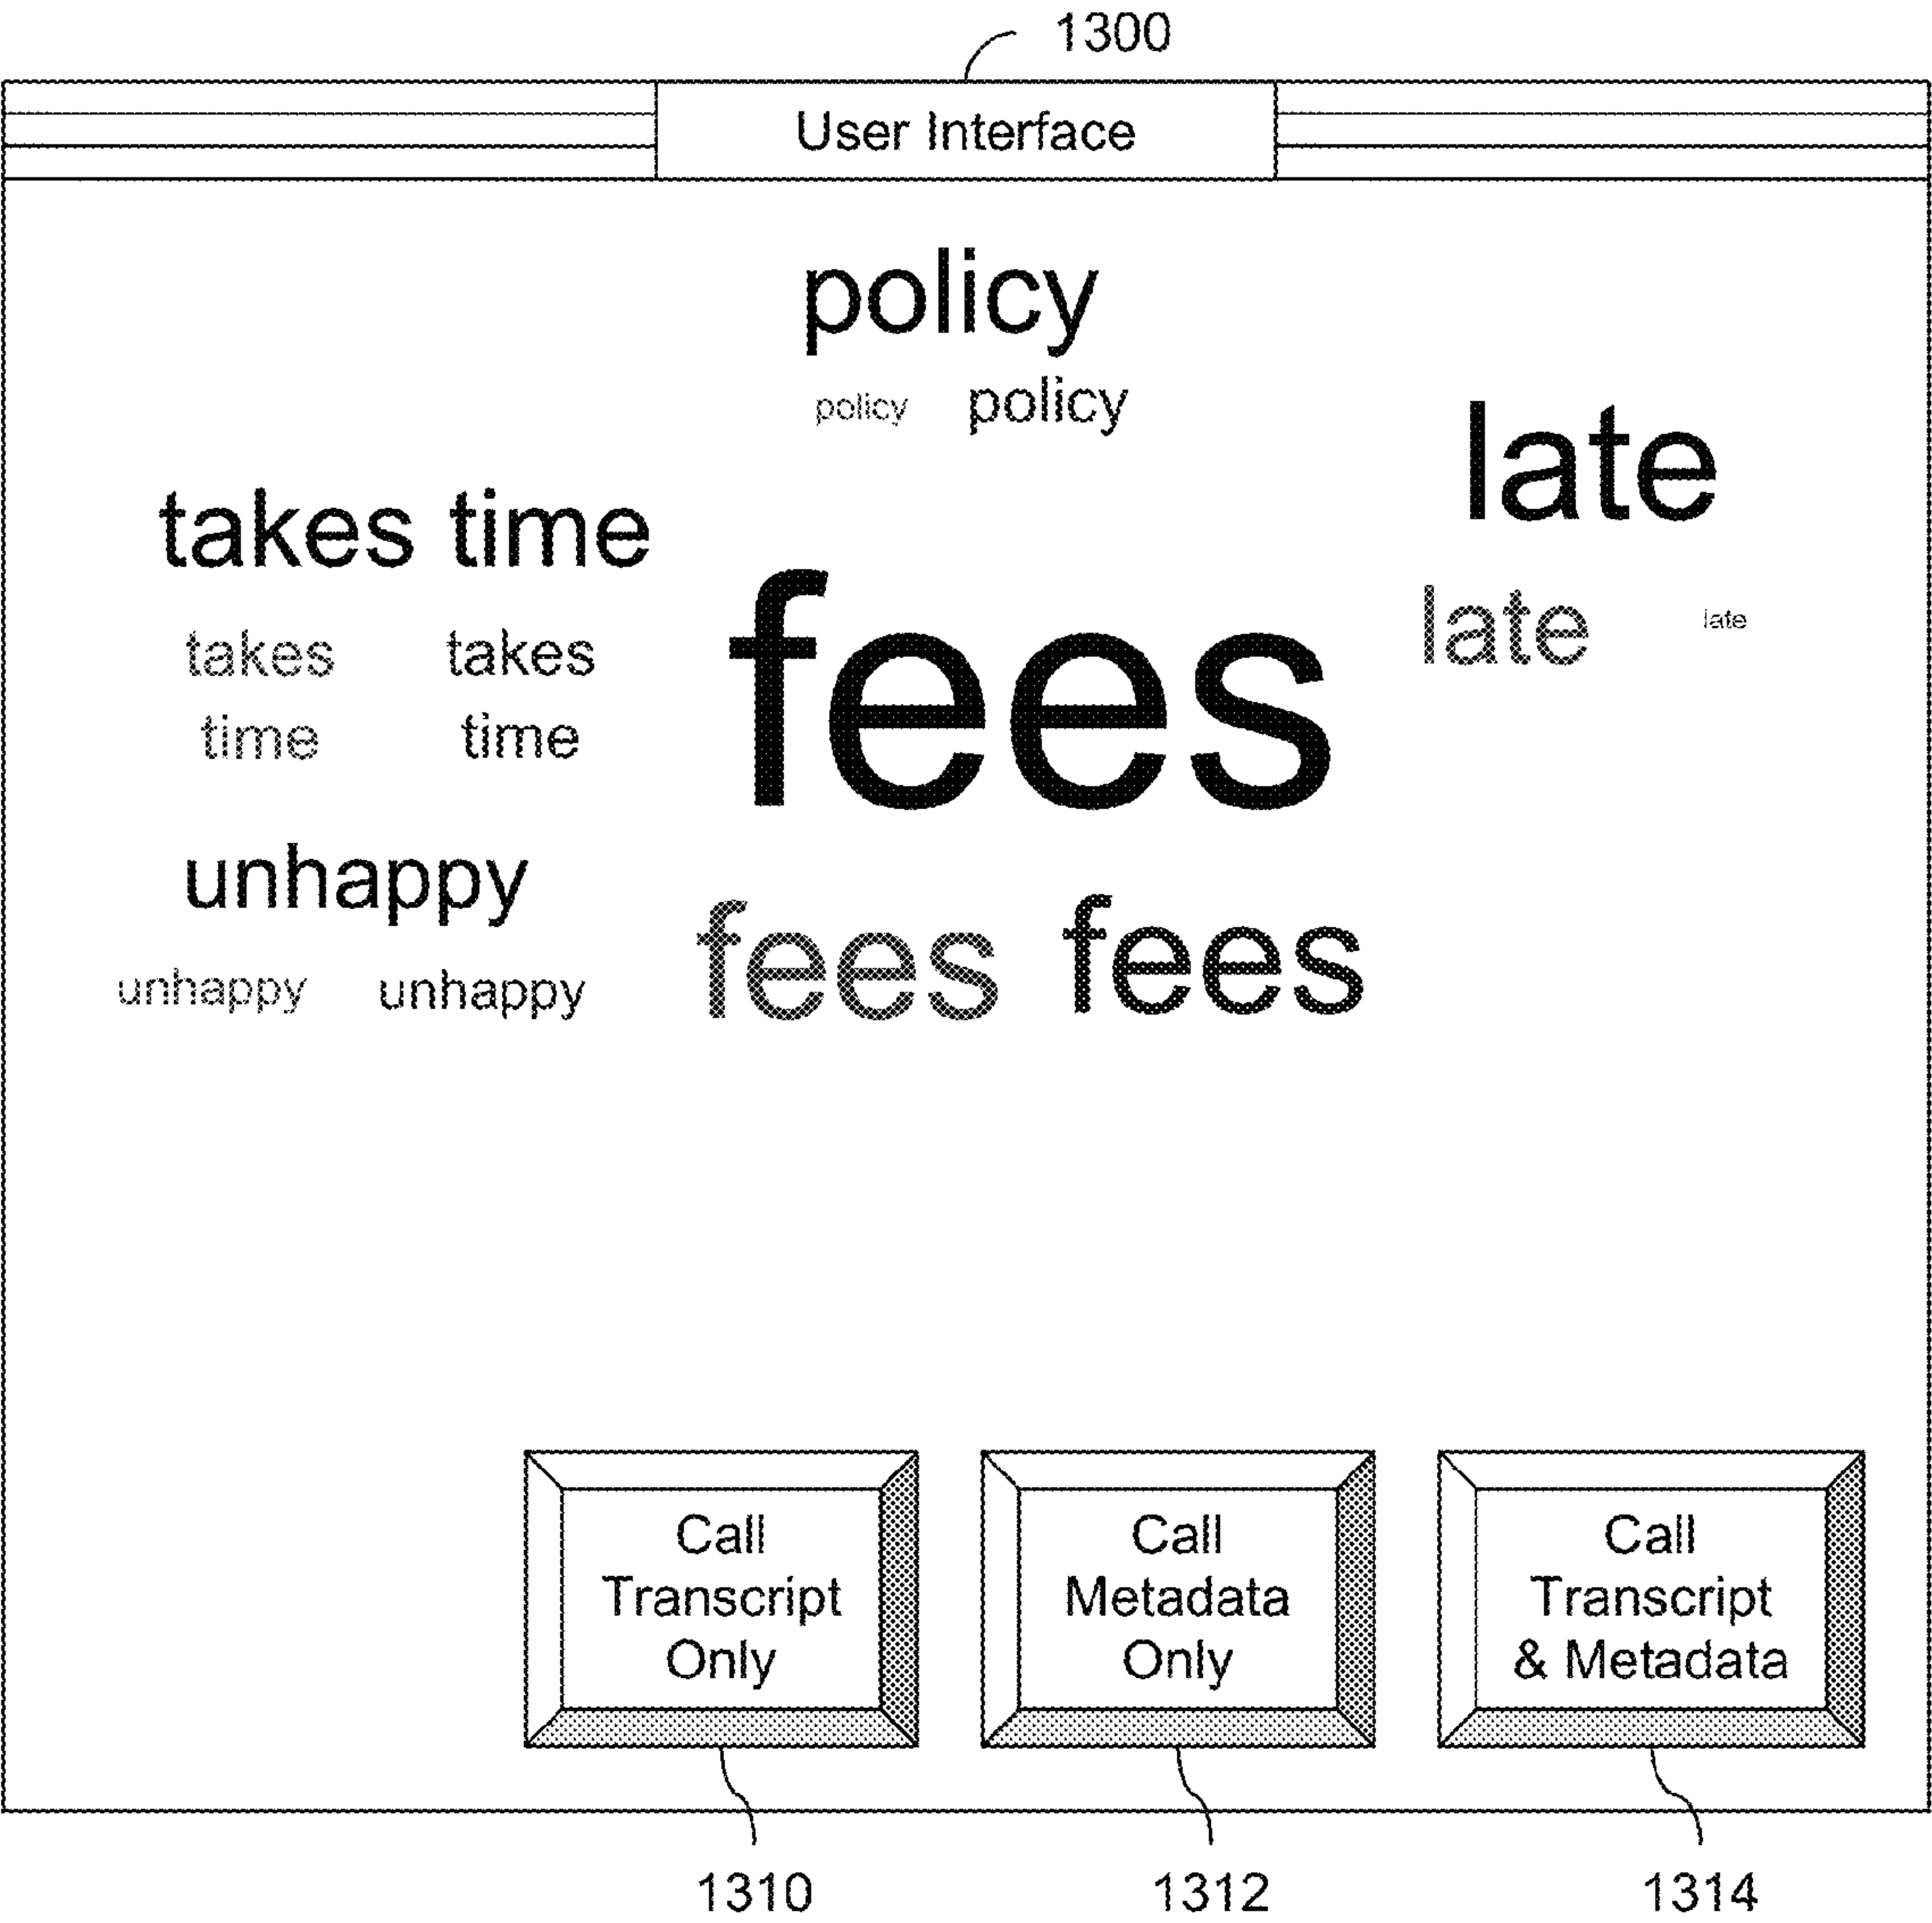 1300
User Interface
policy
policy policy
late
late late
takes time
takes takes
time time
fees
fees fees
unhappy
unhappy unhappy
Call
Transcript
Only
Call
Metadata
Only
Call
Transcript
& Metadata
1310
1312
1314